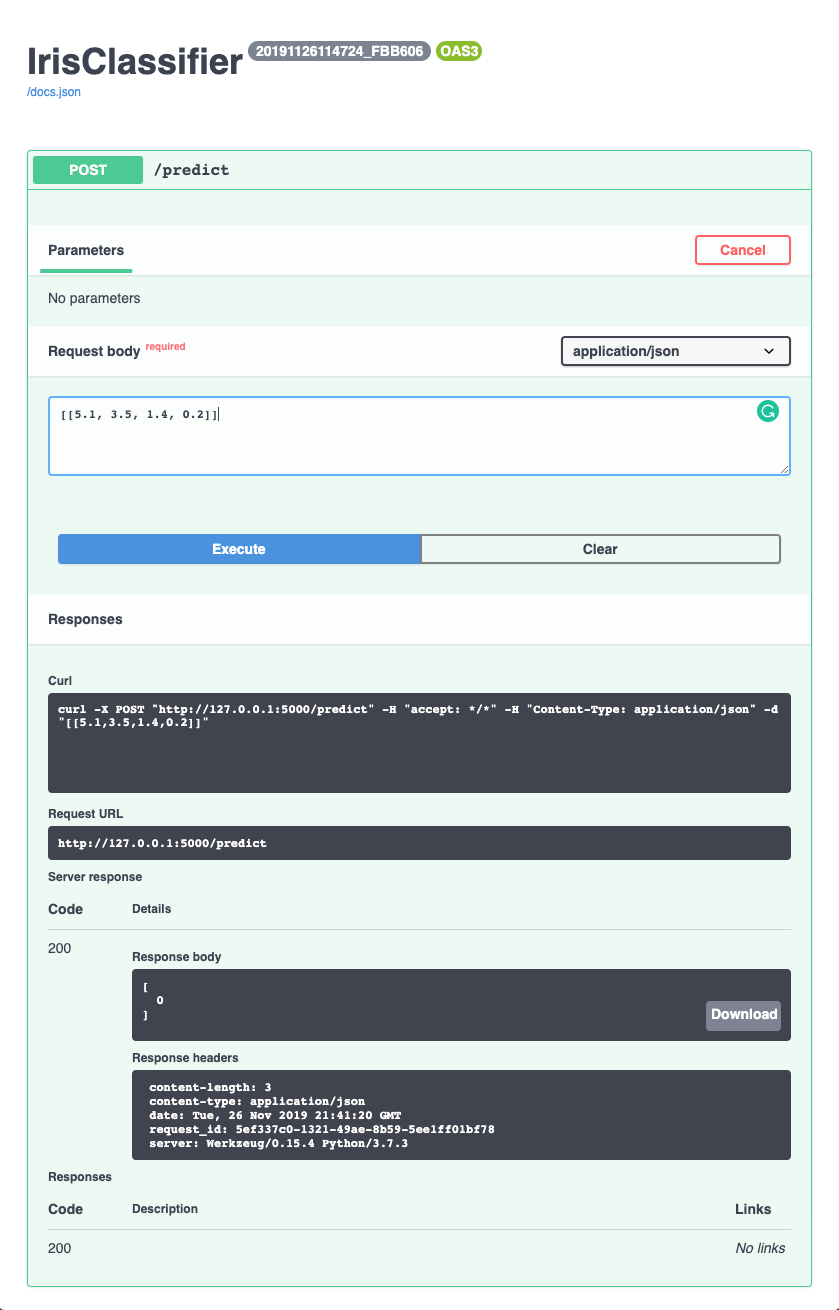 IrisClassifier 20191126114724_FBB606 OAS3
/docs.json
POST /predict
Parameters Cancel
No parameters
Request body required application/json
[[5.1, 3.5, 1.4, 0.2]]
Execute Clear
Responses
Curl
curl -X POST "http://127.0.0.1:5000/predict" -H "accept: */*" -H "Content-Type: application/json" -d
"[[5.1,3.5,1.4,0.2]]"
Request URL
http://127.0.0.1:5000/predict
Server response
Code Details
200
Response body
[
0
]
Download
Response headers
content-length: 3
content-type: application/json
date: Tue, 26 Nov 2019 21:41:20 GMT
request_id: 5ef337c0-1321-49ae-8b59-5ee1ff01bf78
server: Werkzeug/0.15.4 Python/3.7.3
Responses
Code Description Links
200 No links